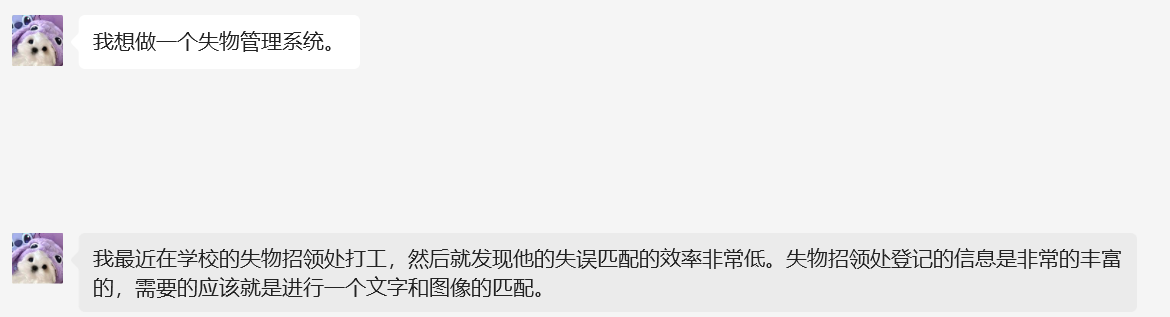 我想做一个失物管理系统。
我最近在学校的失物招领处打工，然后就发现他的失误匹配的效率非常低。失物招领处登记的信息是非常的丰富
的，需要的应该就是进行一个文字和图像的匹配。